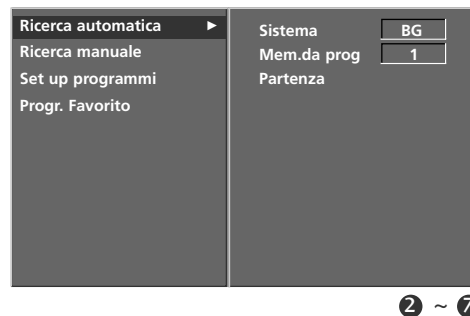 Ricerca automatica ►
Ricerca manuale
Set up programmi
Progr. Favorito
Sistema BG
Mem.da prog 1
Partenza
❷ ~ ❼